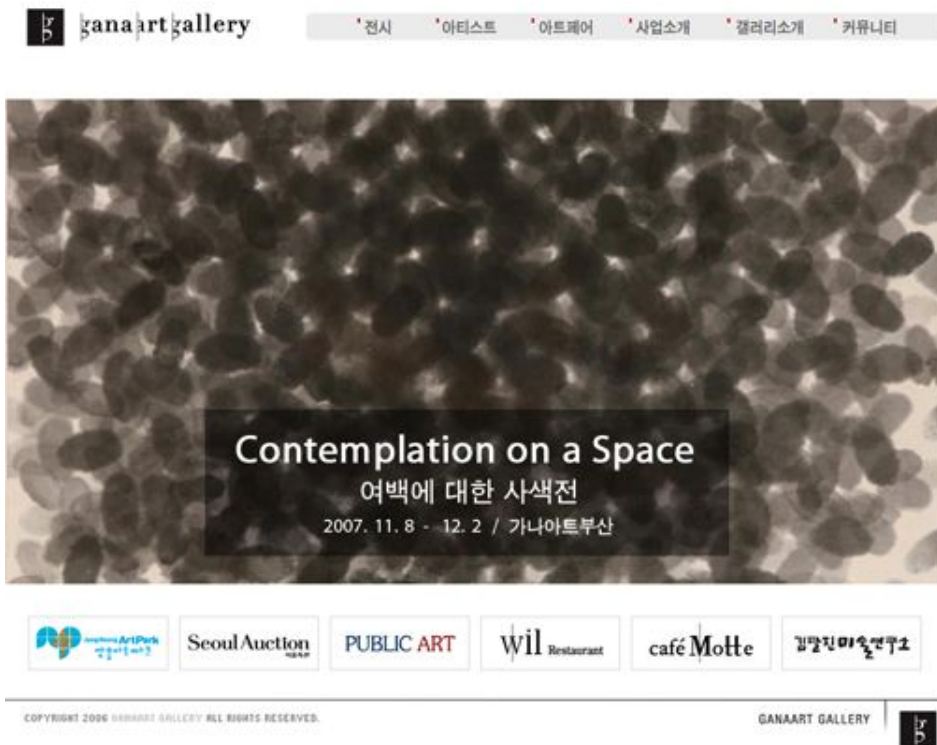 ganaart gallery
전시 아티스트 아트페어 사업소개 갤러리소개 커뮤니티
Contemplation on a Space
여백에 대한 사색전
2007. 11. 8 - 12. 2 / 가나아트부산
ArtPark
Seoul Auction
PUBLIC ART
Wil Restaurant
café Motte
김달진미술연구소
COPYRIGHT 2006 GANAART GALLERY ALL RIGHTS RESERVED.
GANAART GALLERY